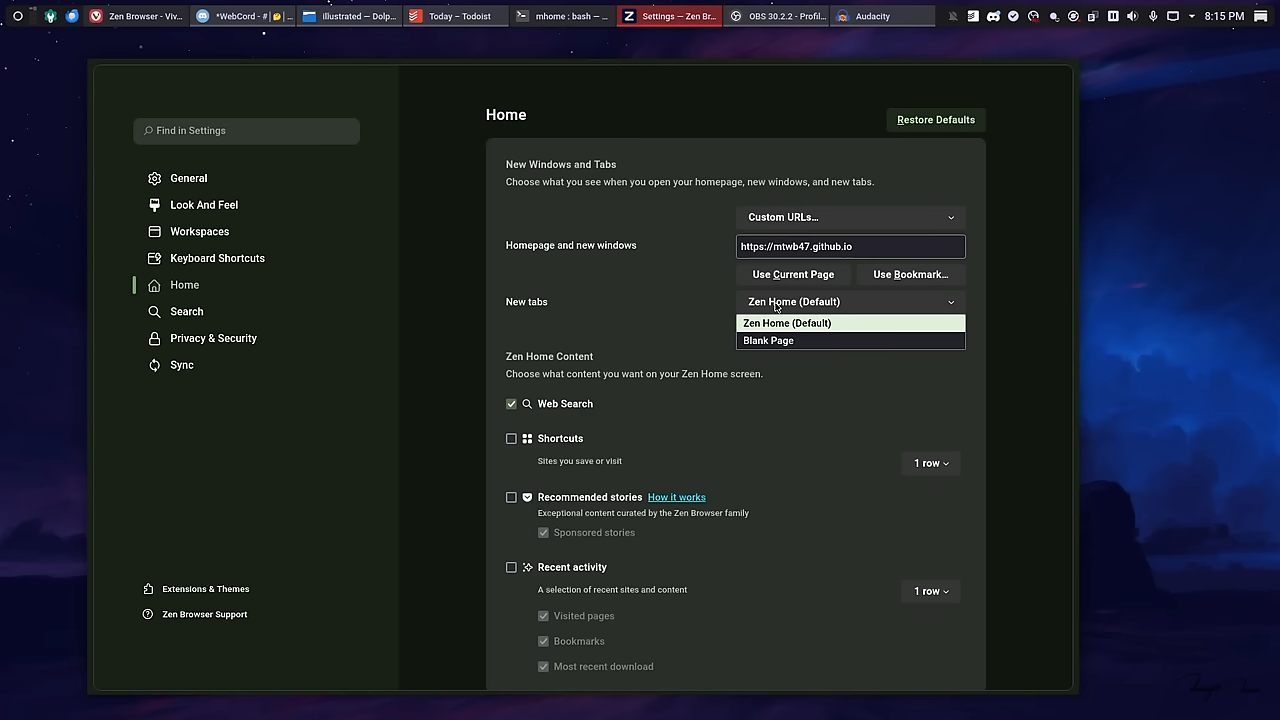 Zen Browser - Viv...
*WebCord - # | 🤔 | ...
Illustrated — Dolp...
Today – Todoist
mhome : bash — ...
Settings — Zen Br...
OBS 30.2.2 - Profil...
Audacity
8:15 PM
Find in Settings
General
Look And Feel
Workspaces
Keyboard Shortcuts
Home
Search
Privacy & Security
Sync
Extensions & Themes
Zen Browser Support
Home
Restore Defaults
New Windows and Tabs
Choose what you see when you open your homepage, new windows, and new tabs.
Custom URLs...
Homepage and new windows
https://mtwb47.github.io
Use Current Page
Use Bookmark...
New tabs
Zen Home (Default)
Zen Home (Default)
Blank Page
Zen Home Content
Choose what content you want on your Zen Home screen.
Web Search
Shortcuts
Sites you save or visit
1 row
Recommended stories How it works
Exceptional content curated by the Zen Browser family
Sponsored stories
Recent activity
A selection of recent sites and content
1 row
Visited pages
Bookmarks
Most recent download